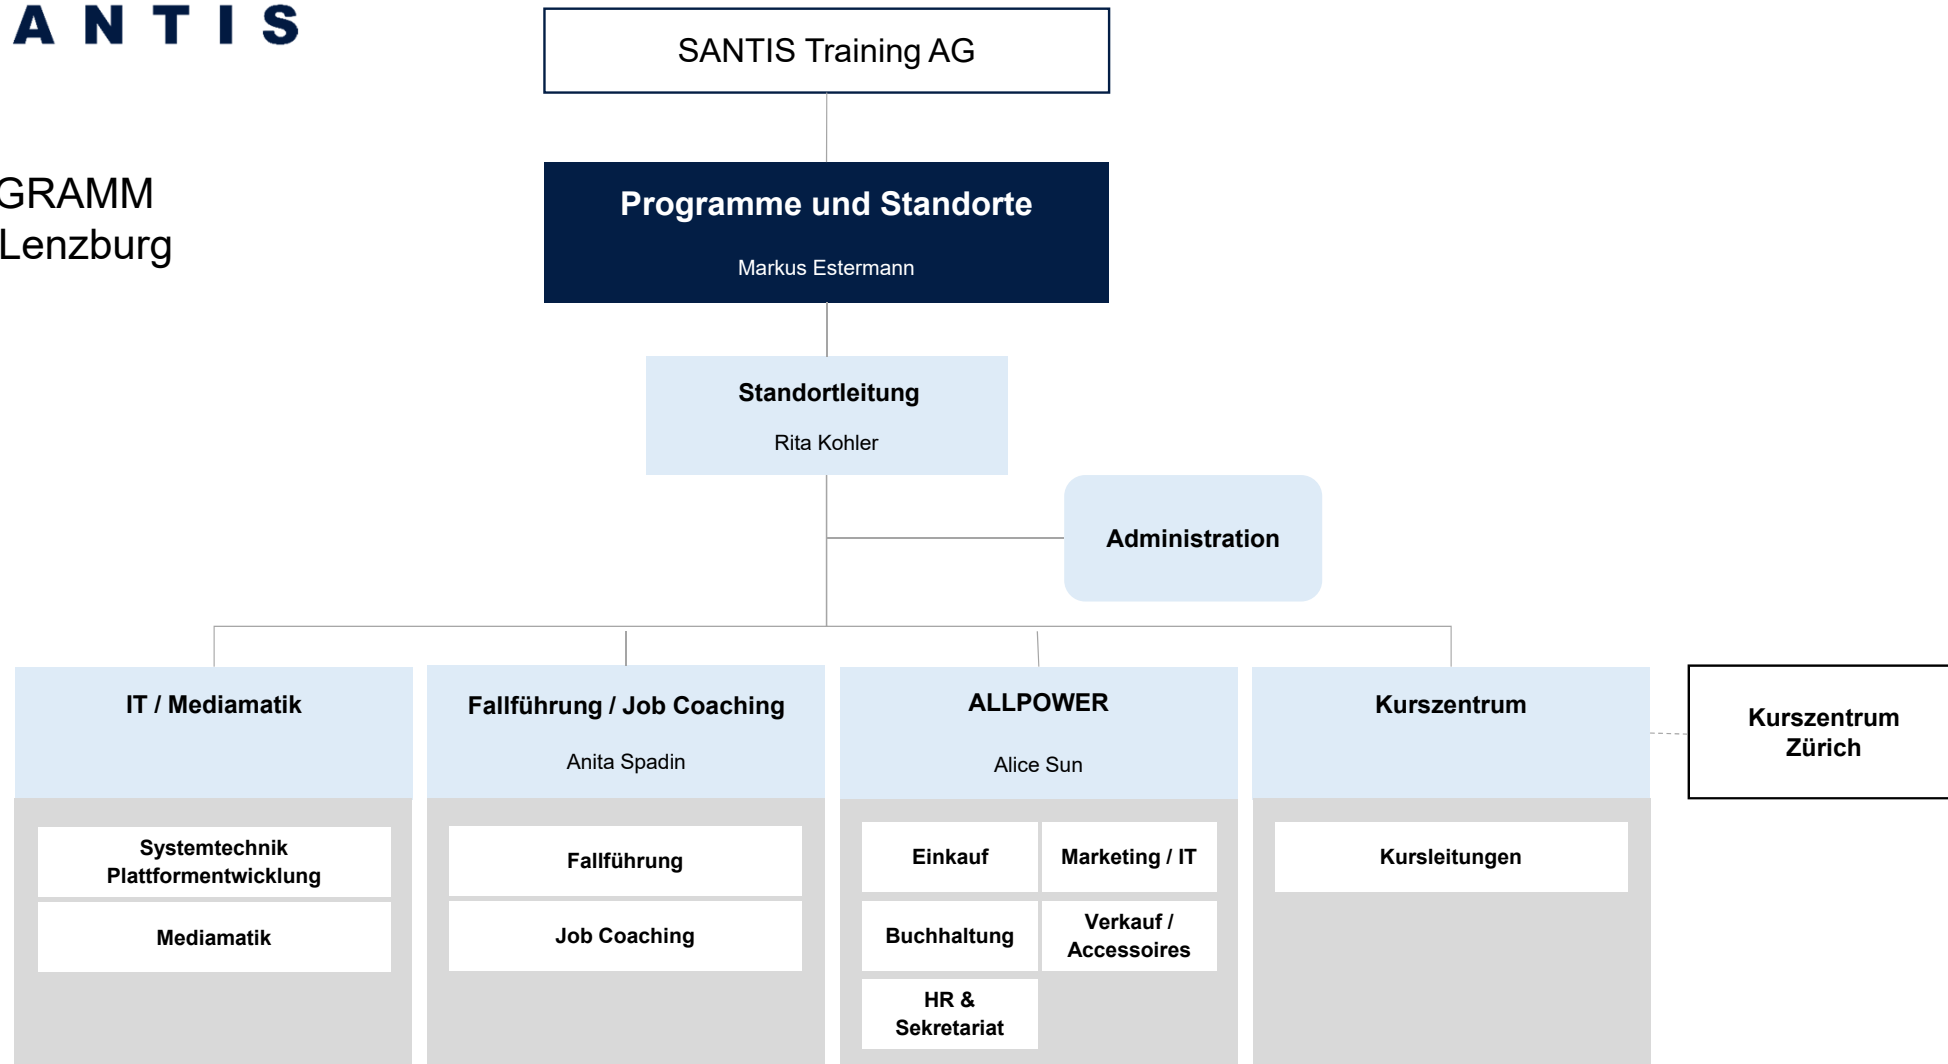 ANTIS
SANTIS Training AG
GRAMM
Lenzburg
Programme und Standorte
Markus Estermann
Standortleitung
Rita Kohler
Administration
IT / Mediamatik
Fallführung / Job Coaching
Anita Spadin
ALLPOWER
Alice Sun
Kurszentrum
Kurszentrum
Zürich
Systemtechnik
Plattformentwicklung
Mediamatik
Fallführung
Job Coaching
Einkauf
Marketing / IT
Buchhaltung
Verkauf /
Accessoires
HR &
Sekretariat
Kursleitungen